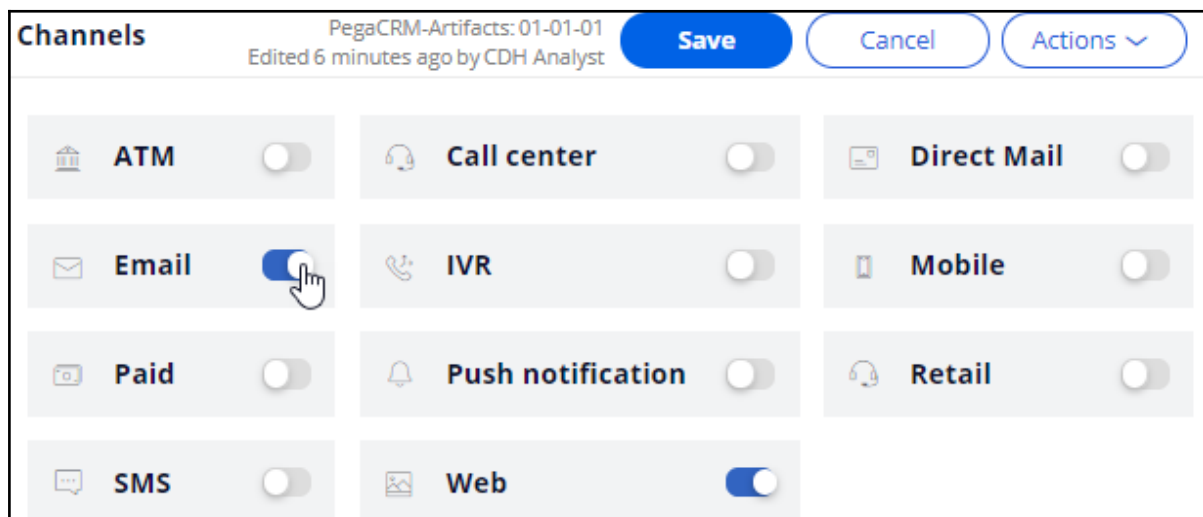 Channels
PegaCRM-Artifacts: 01-01-01
Edited 6 minutes ago by CDH Analyst
Save
Cancel
Actions
ATM
Call center
Direct Mail
Email
IVR
Mobile
Paid
Push notification
Retail
SMS
Web